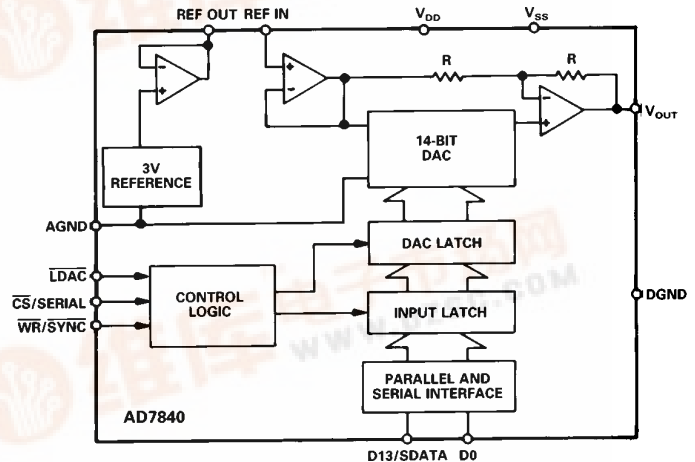 REF OUT REF IN
VDD
VSS
R
R
VOUT
14-BIT
DAC
3V
REFERENCE
AGND
DAC LATCH
LDAC
CS/SERIAL
WR/SYNC
CONTROL
LOGIC
INPUT LATCH
DGND
PARALLEL AND
SERIAL INTERFACE
AD7840
D13/SDATA D0